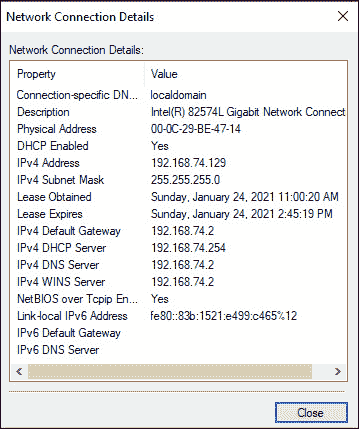 Network Connection Details
Network Connection Details:
Property Value
Connection-specific DN... localdomain
Description Intel(R) 82574L Gigabit Network Connect
Physical Address 00-0C-29-BE-47-14
DHCP Enabled Yes
IPv4 Address 192.168.74.129
IPv4 Subnet Mask 255.255.255.0
Lease Obtained Sunday, January 24, 2021 11:00:20 AM
Lease Expires Sunday, January 24, 2021 2:45:19 PM
IPv4 Default Gateway 192.168.74.2
IPv4 DHCP Server 192.168.74.254
IPv4 DNS Server 192.168.74.2
IPv4 WINS Server 192.168.74.2
NetBIOS over Tcpip En... Yes
Link-local IPv6 Address fe80::83b:1521:e499:c465%12
IPv6 Default Gateway
IPv6 DNS Server
Close